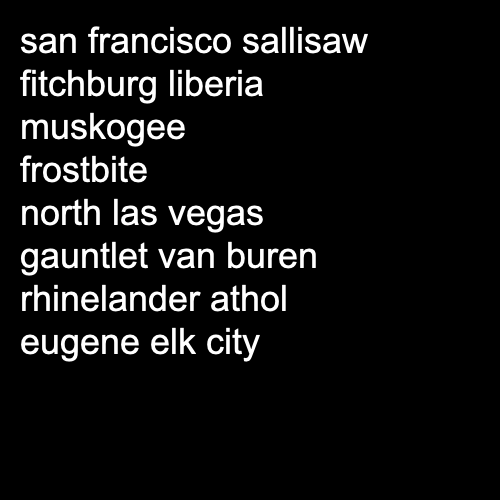 san francisco sallisaw
fitchburg liberia
muskogee
frostbite
north las vegas
gauntlet van buren
rhinelander athol
eugene elk city